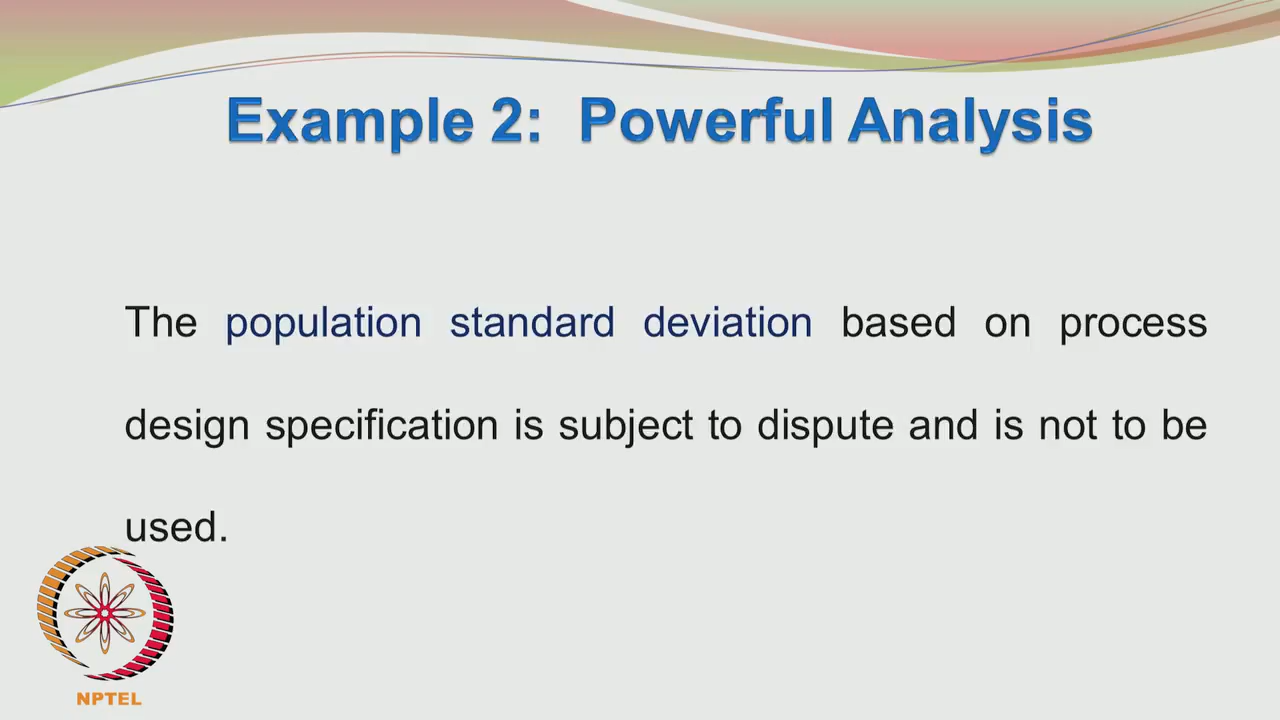 Example 2: Powerful Analysis
The population standard deviation based on process
design specification is subject to dispute and is not to be
used.
NPTEL